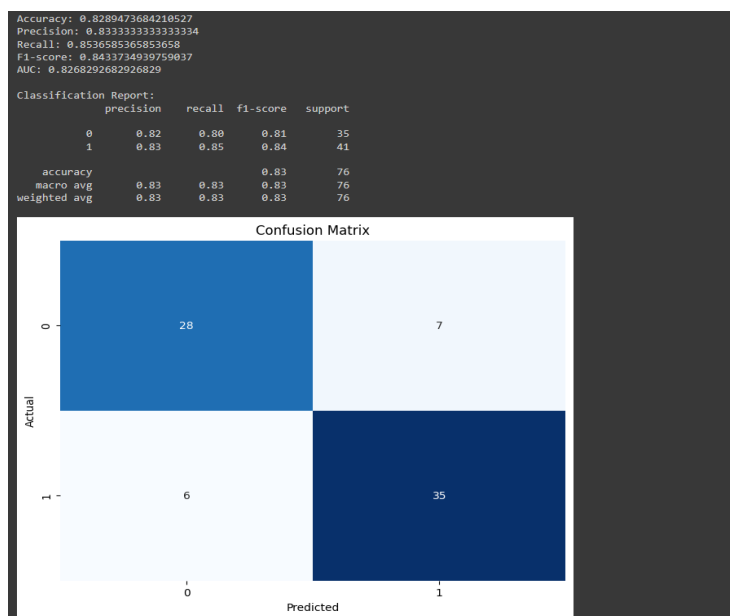 Accuracy: 0.8289473684210527
Precision: 0.8333333333333334
Recall: 0.8536585365853658
F1-score: 0.8433734939759037
AUC: 0.8268292682926829
Classification Report:
precision recall f1-score support
0 0.82 0.80 0.81 35
1 0.83 0.85 0.84 41
accuracy 0.83 76
macro avg 0.83 0.83 0.83 76
weighted avg 0.83 0.83 0.83 76
Confusion Matrix
0 28 7
Actual
1 6 35
0 1
Predicted